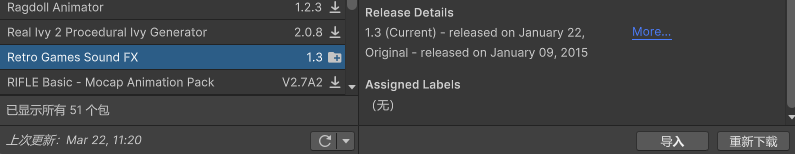 Ragdoll Animator 1.2.3
Real Ivy 2 Procedural Ivy Generator 2.0.8
Retro Games Sound FX 1.3
RIFLE Basic - Mocap Animation Pack V2.7A2
已显示所有 51 个包
上次更新：Mar 22, 11:20
Release Details
1.3 (Current) - released on January 22, More...
Original - released on January 09, 2015
Assigned Labels
（无）
导入 重新下载